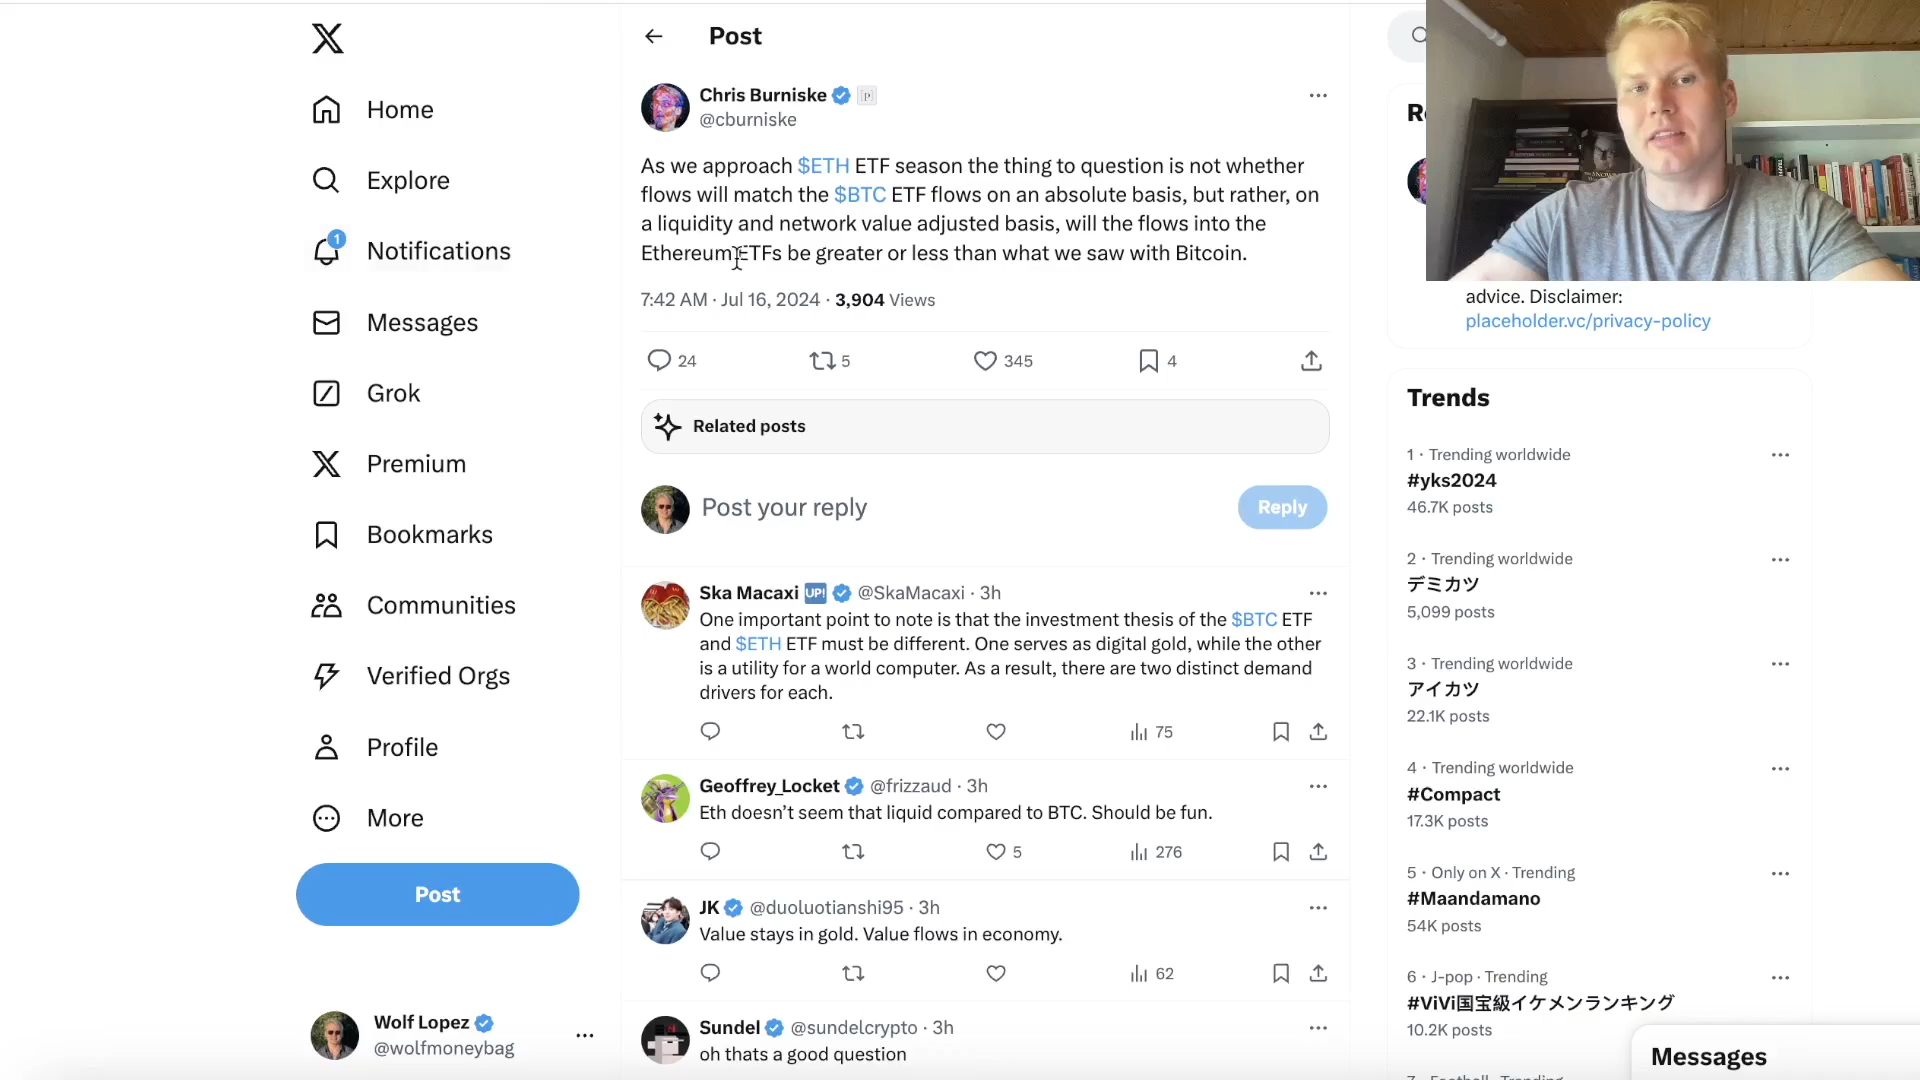 Home
Explore
1
Notifications
Messages
Grok
Premium
Bookmarks
Communities
Verified Orgs
Profile
More
Post
Wolf Lopez
@wolfmoneybag
Post
Chris Burniske
@cburniske
As we approach $ETH ETF season the thing to question is not whether
flows will match the $BTC ETF flows on an absolute basis, but rather, on
a liquidity and network value adjusted basis, will the flows into the
Ethereum ETFs be greater or less than what we saw with Bitcoin.
7:42 AM · Jul 16, 2024 · 3,904 Views
24 5 345 4
Related posts
Post your reply
Reply
Ska Macaxi UP! @SkaMacaxi · 3h
One important point to note is that the investment thesis of the $BTC ETF
and $ETH ETF must be different. One serves as digital gold, while the other
is a utility for a world computer. As a result, there are two distinct demand
drivers for each.
75
Geoffrey_Locket @frizzaud · 3h
Eth doesn’t seem that liquid compared to BTC. Should be fun.
5 276
JK @duoluotianshi95 · 3h
Value stays in gold. Value flows in economy.
62
Sundel @sundelcrypto · 3h
oh thats a good question
advice. Disclaimer:
placeholder.vc/privacy-policy
Trends
1 · Trending worldwide
#yks2024
46.7K posts
2 · Trending worldwide
デミカツ
5,099 posts
3 · Trending worldwide
アイカツ
22.1K posts
4 · Trending worldwide
#Compact
17.3K posts
5 · Only on X · Trending
#Maandamano
54K posts
6 · J-pop · Trending
#ViVi国宝級イケメンランキング
10.2K posts
Messages